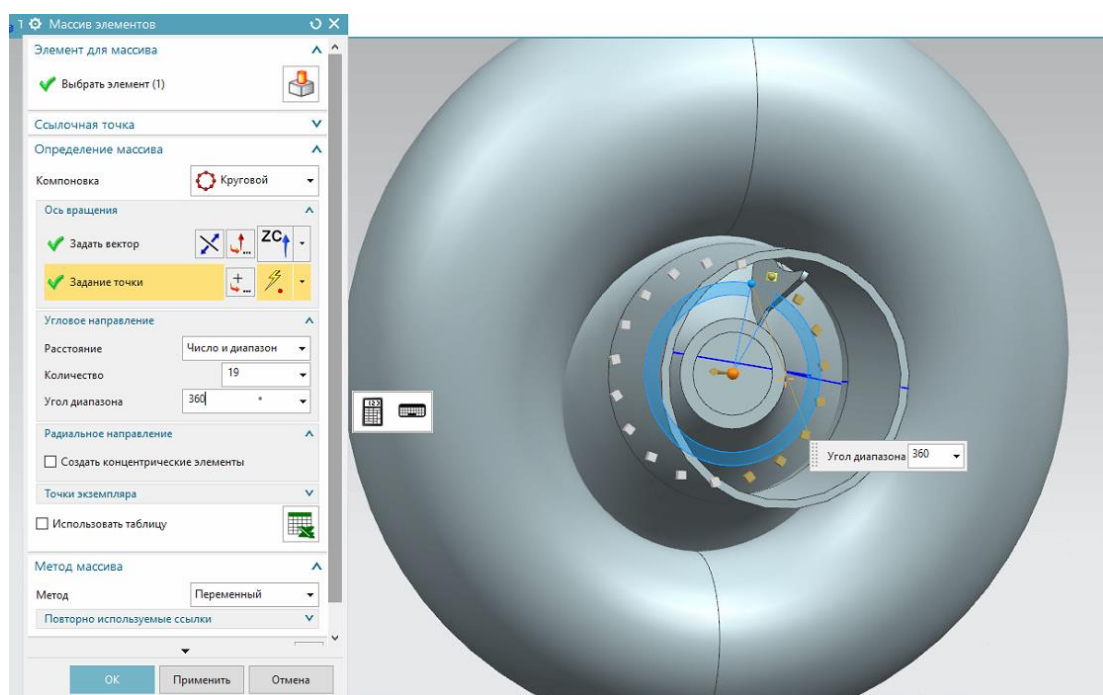 Массив элементов
Элемент для массива
Выбрать элемент (1)
Ссылочная точка
Определение массива
Компоновка Круговой
Ось вращения
Задать вектор ZC
Задание точки
Угловое направление
Расстояние Число и диапазон
Количество 19
Угол диапазона 360 °
Радиальное направление
Создать концентрические элементы
Точки экземпляра
Использовать таблицу
Метод массива
Метод Переменный
Повторно используемые ссылки
ОК Применить Отмена
Угол диапазона 360